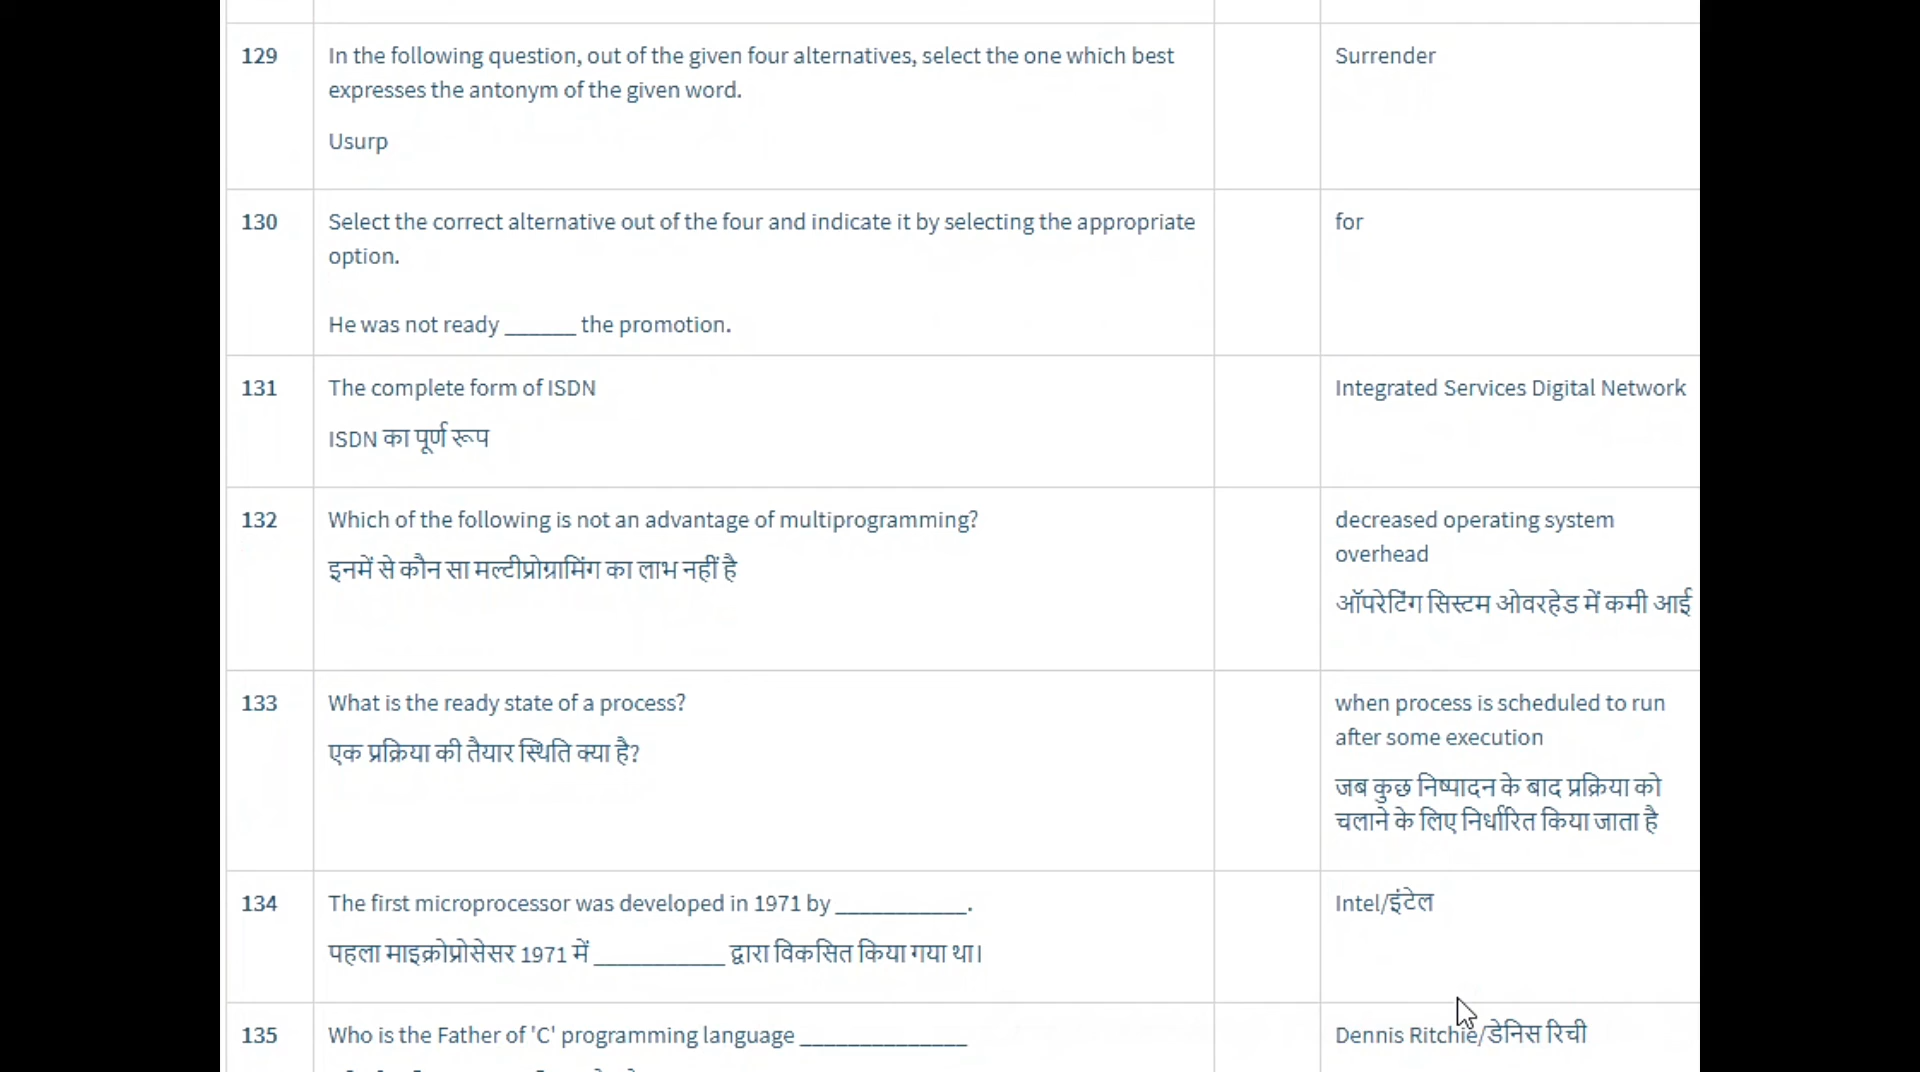 129
In the following question, out of the given four alternatives, select the one which best
expresses the antonym of the given word.
Usurp
Surrender
130
Select the correct alternative out of the four and indicate it by selecting the appropriate
option.
He was not ready ______ the promotion.
for
131
The complete form of ISDN
ISDN का पूर्ण रूप
Integrated Services Digital Network
132
Which of the following is not an advantage of multiprogramming?
इनमें से कौन सा मल्टीप्रोग्रामिंग का लाभ नहीं है
decreased operating system
overhead
ऑपरेटिंग सिस्टम ओवरहेड में कमी आई
133
What is the ready state of a process?
एक प्रक्रिया की तैयार स्थिति क्या है?
when process is scheduled to run
after some execution
जब कुछ निष्पादन के बाद प्रक्रिया को
चलाने के लिए निर्धारित किया जाता है
134
The first microprocessor was developed in 1971 by ___________.
पहला माइक्रोप्रोसेसर 1971 में ___________ द्वारा विकसित किया गया था।
Intel/इंटेल
135
Who is the Father of 'C' programming language ______________
Dennis Ritchie/डेनिस रिची